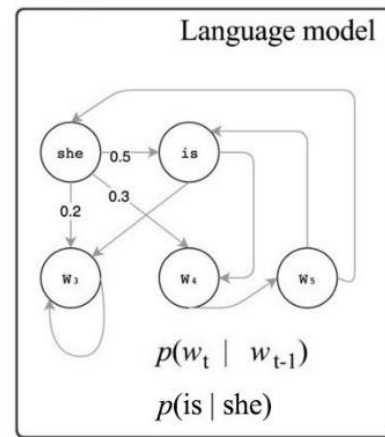 Language model
she
0.5
is
0.2
0.3
W₃
W₄
W₅
p(wₜ | wₜ₋₁)
p(is | she)